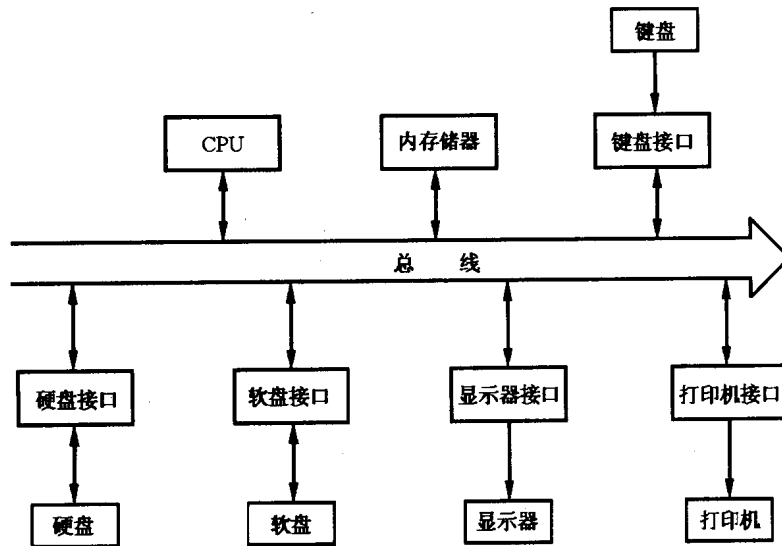 键盘
CPU
内存储器
键盘接口
总 线
硬盘接口
软盘接口
显示器接口
打印机接口
硬盘
软盘
显示器
打印机